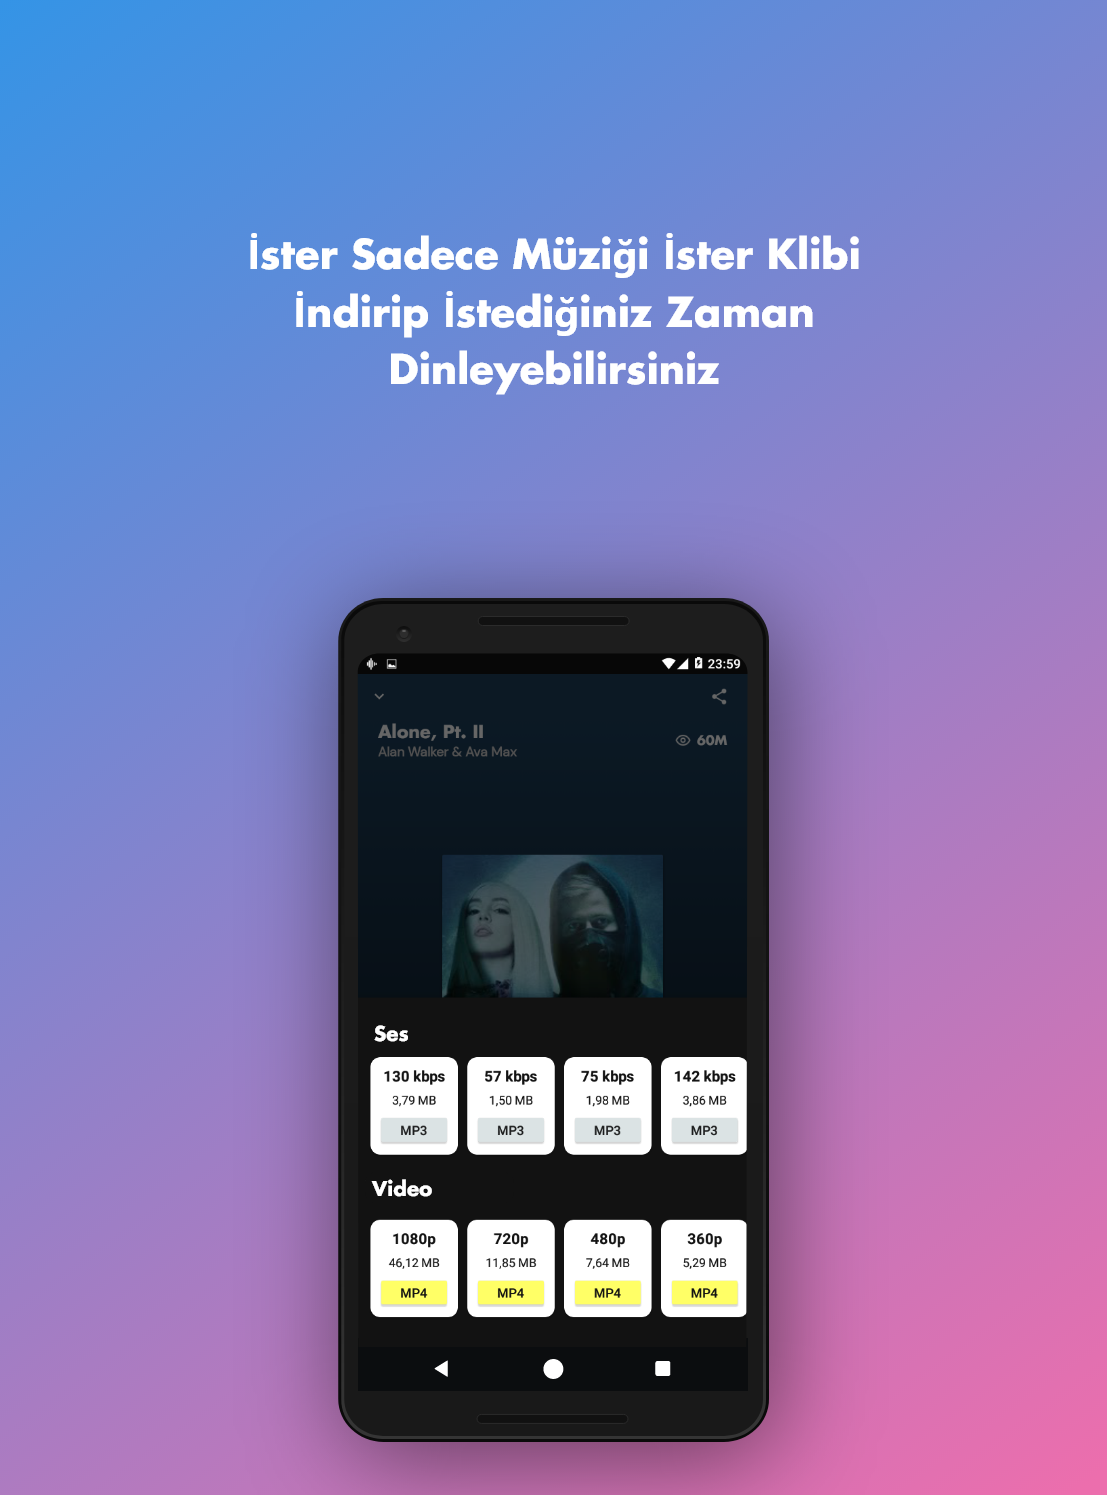 İster Sadece Müziği İster Klibi
İndirip İstediğiniz Zaman
Dinleyebilirsiniz
23:59
Alone, Pt. II
Alan Walker & Ava Max
60M
Ses
130 kbps 57 kbps 75 kbps 142 kbps
3,79 MB 1,50 MB 1,98 MB 3,86 MB
MP3 MP3 MP3 MP3
Video
1080p 720p 480p 360p
46,12 MB 11,85 MB 7,64 MB 5,29 MB
MP4 MP4 MP4 MP4